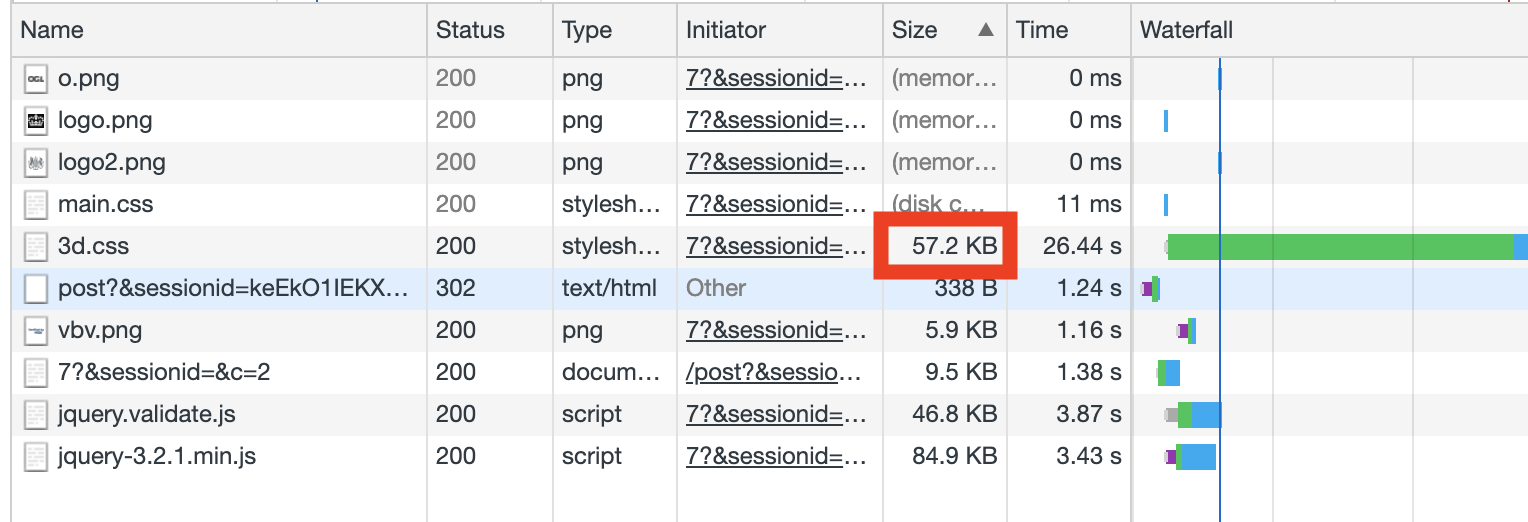 Name Status Type Initiator Size ▲ Time Waterfall
OGL o.png 200 png 7?&sessionid=… (memor… 0 ms
logo.png 200 png 7?&sessionid=… (memor… 0 ms
logo2.png 200 png 7?&sessionid=… (memor… 0 ms
main.css 200 stylesh… 7?&sessionid=… (disk c… 11 ms
3d.css 200 stylesh… 7?&sessionid=… 57.2 KB 26.44 s
post?&sessionid=keEkO1IEKX… 302 text/html Other 338 B 1.24 s
vbv.png 200 png 7?&sessionid=… 5.9 KB 1.16 s
7?&sessionid=&c=2 200 docum… /post?&sessio… 9.5 KB 1.38 s
jquery.validate.js 200 script 7?&sessionid=… 46.8 KB 3.87 s
jquery-3.2.1.min.js 200 script 7?&sessionid=… 84.9 KB 3.43 s